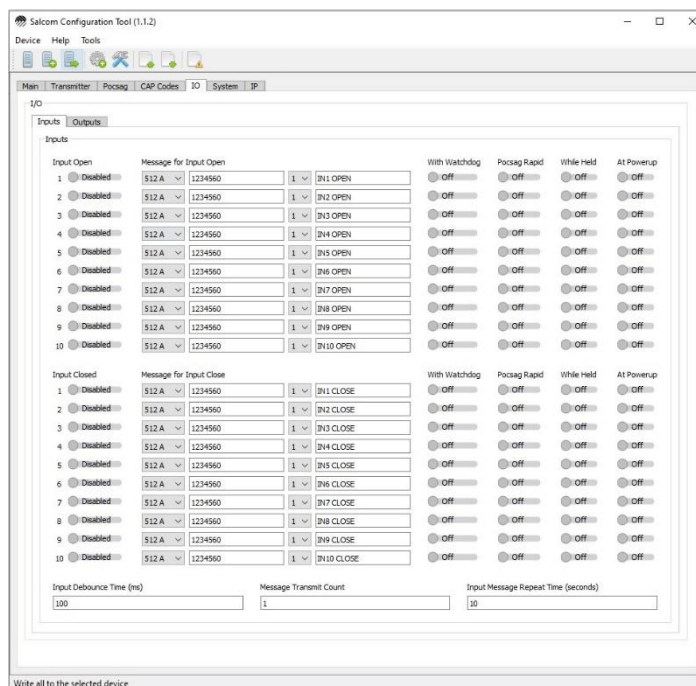 Salcom Configuration Tool (1.1.2)
Device Help Tools
Main Transmitter Pocsag CAP Codes IO System IP
I/O
Inputs Outputs
Inputs
Input Open Message for Input Open With Watchdog Pocsag Rapid While Held At Powerup
1 Disabled 512 A 1234560 1 IN1 OPEN Off Off Off Off
2 Disabled 512 A 1234560 1 IN2 OPEN Off Off Off Off
3 Disabled 512 A 1234560 1 IN3 OPEN Off Off Off Off
4 Disabled 512 A 1234560 1 IN4 OPEN Off Off Off Off
5 Disabled 512 A 1234560 1 IN5 OPEN Off Off Off Off
6 Disabled 512 A 1234560 1 IN6 OPEN Off Off Off Off
7 Disabled 512 A 1234560 1 IN7 OPEN Off Off Off Off
8 Disabled 512 A 1234560 1 IN8 OPEN Off Off Off Off
9 Disabled 512 A 1234560 1 IN9 OPEN Off Off Off Off
10 Disabled 512 A 1234560 1 IN10 OPEN Off Off Off Off
Input Closed Message for Input Close With Watchdog Pocsag Rapid While Held At Powerup
1 Disabled 512 A 1234560 1 IN1 CLOSE Off Off Off Off
2 Disabled 512 A 1234560 1 IN2 CLOSE Off Off Off Off
3 Disabled 512 A 1234560 1 IN3 CLOSE Off Off Off Off
4 Disabled 512 A 1234560 1 IN4 CLOSE Off Off Off Off
5 Disabled 512 A 1234560 1 IN5 CLOSE Off Off Off Off
6 Disabled 512 A 1234560 1 IN6 CLOSE Off Off Off Off
7 Disabled 512 A 1234560 1 IN7 CLOSE Off Off Off Off
8 Disabled 512 A 1234560 1 IN8 CLOSE Off Off Off Off
9 Disabled 512 A 1234560 1 IN9 CLOSE Off Off Off Off
10 Disabled 512 A 1234560 1 IN10 CLOSE Off Off Off Off
Input Debounce Time (ms) Message Transmit Count Input Message Repeat Time (seconds)
100 1 10
Write all to the selected device